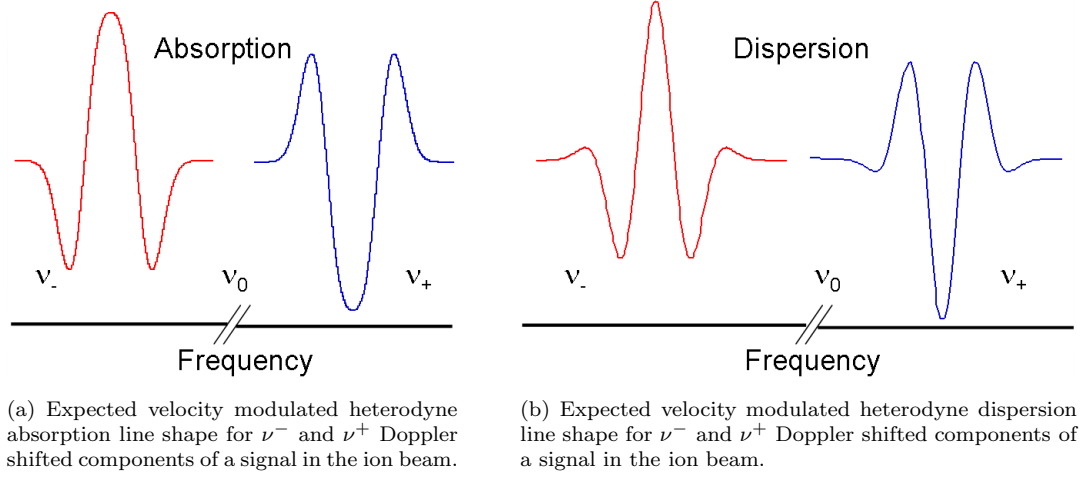 Absorption
ν- ν0 ν+
Frequency
(a) Expected velocity modulated heterodyne
absorption line shape for ν− and ν+ Doppler
shifted components of a signal in the ion beam.
Dispersion
ν- ν0 ν+
Frequency
(b) Expected velocity modulated heterodyne dispersion
line shape for ν− and ν+ Doppler shifted components of
a signal in the ion beam.